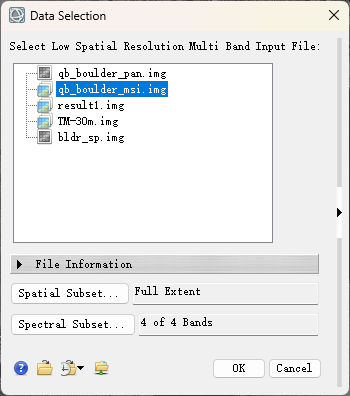 Data Selection
Select Low Spatial Resolution Multi Band Input File:
qb_boulder_pan.img
qb_boulder_msi.img
result1.img
TM-30m.img
bldr_sp.img
File Information
Spatial Subset... Full Extent
Spectral Subset... 4 of 4 Bands
OK Cancel